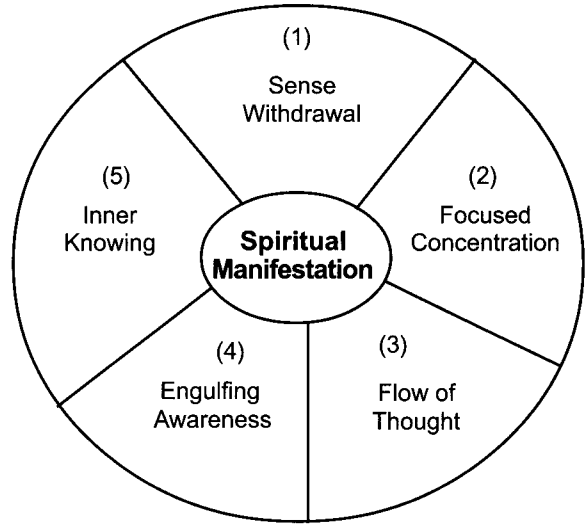 (1)
Sense
Withdrawal
(2)
Focused
Concentration
(3)
Flow of
Thought
(4)
Engulfing
Awareness
(5)
Inner
Knowing
Spiritual
Manifestation